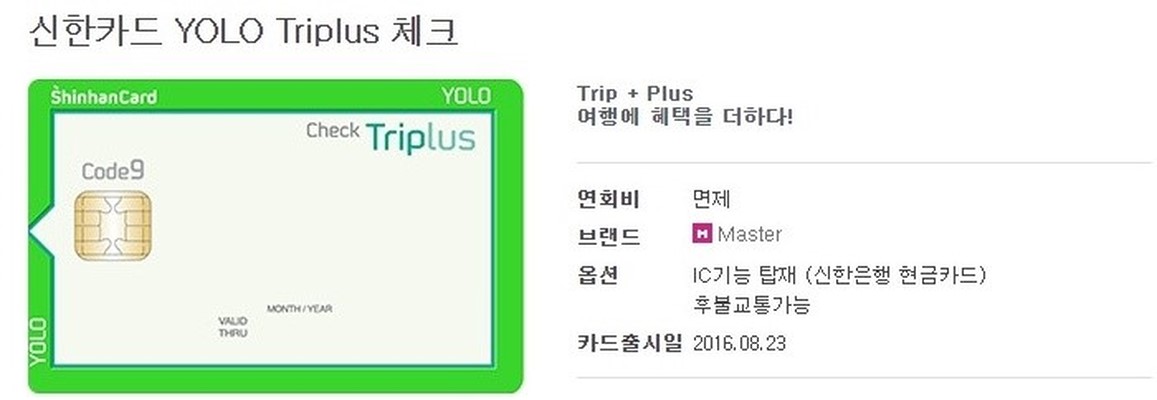 신한카드 YOLO Triplus 체크
ShinhanCard YOLO
Check Triplus
Code9
MONTH / YEAR
VALID
THRU
YOLO
Trip + Plus
여행에 혜택을 더하다!
연회비 면제
브랜드 M Master
옵션 IC기능 탑재 (신한은행 현금카드)
후불교통가능
카드출시일 2016.08.23